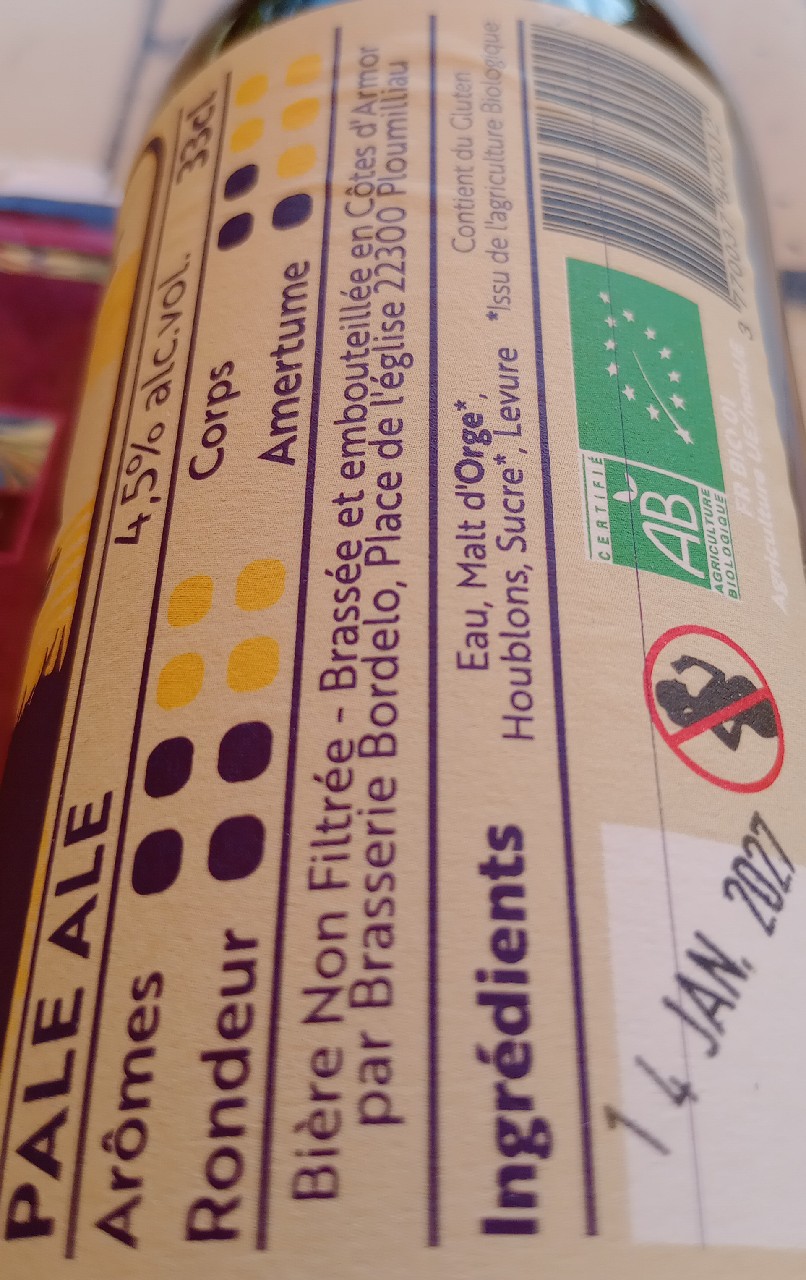 PALE ALE 4,5% alc.vol. 33cl
Arômes Corps
Rondeur Amertume
Bière Non Filtrée - Brassée et embouteillée en Côtes d'Armor
par Brasserie Bordelo, Place de l'église 22300 Ploumilliau
Ingrédients
Eau, Malt d'Orge*,
Houblons, Sucre*, Levure
Contient du Gluten
*Issu de l'agriculture Biologique
CERTIFIÉ
AB
AGRICULTURE
BIOLOGIQUE
14 JAN. 2027